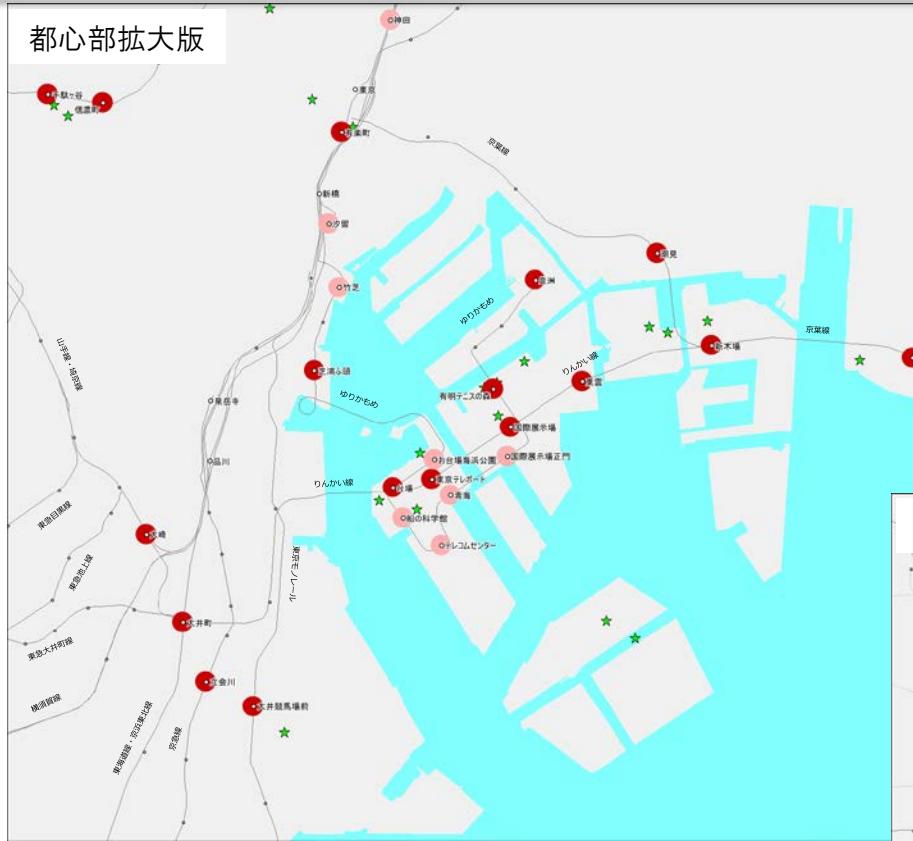 都心部拡大版
神田
千駄ヶ谷
東京
信濃町
有楽町
京葉線
新橋
汐留
潮見
豊洲
竹芝
ゆりかもめ
京葉線
新木場
山手線・埼京線
りんかい線
芝浦ふ頭
東雲
有明テニスの森
ゆりかもめ
泉岳寺
国際展示場
お台場海浜公園
国際展示場正門
品川
りんかい線
東京テレポート
台場
青海
船の科学館
東急目黒線
大崎
テレコムセンター
東急池上線
東京モノレール
大井町
東急大井町線
立会川
横須賀線
大井競馬場前
東海道線・京浜東北線
京急線